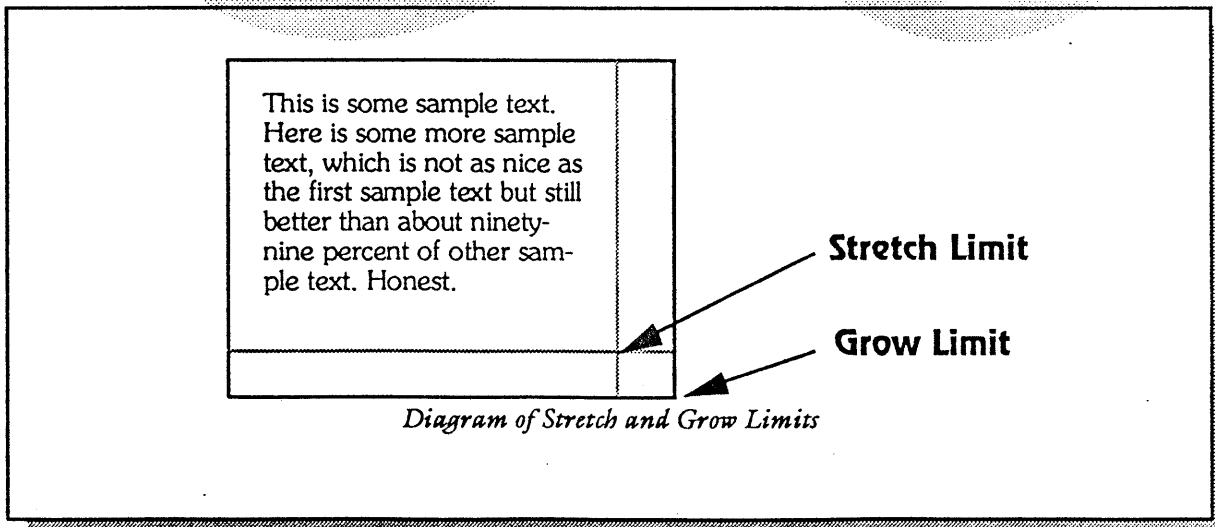 This is some sample text.
Here is some more sample
text, which is not as nice as
the first sample text but still
better than about ninety-
nine percent of other sam-
ple text. Honest.
Stretch Limit
Grow Limit
Diagram of Stretch and Grow Limits